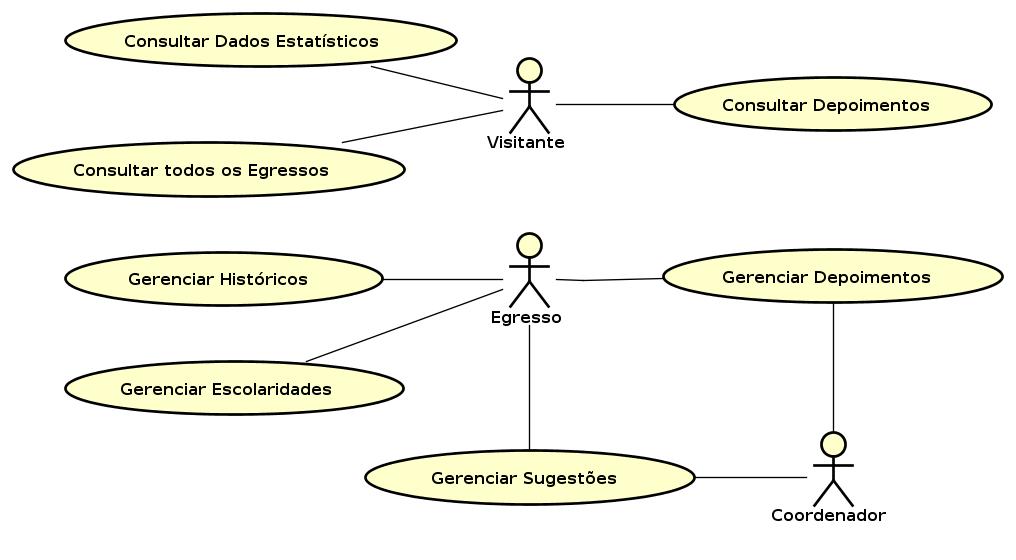 Consultar Dados Estatísticos
Consultar Depoimentos
Visitante
Consultar todos os Egressos
Gerenciar Históricos
Gerenciar Depoimentos
Egresso
Gerenciar Escolaridades
Gerenciar Sugestões
Coordenador